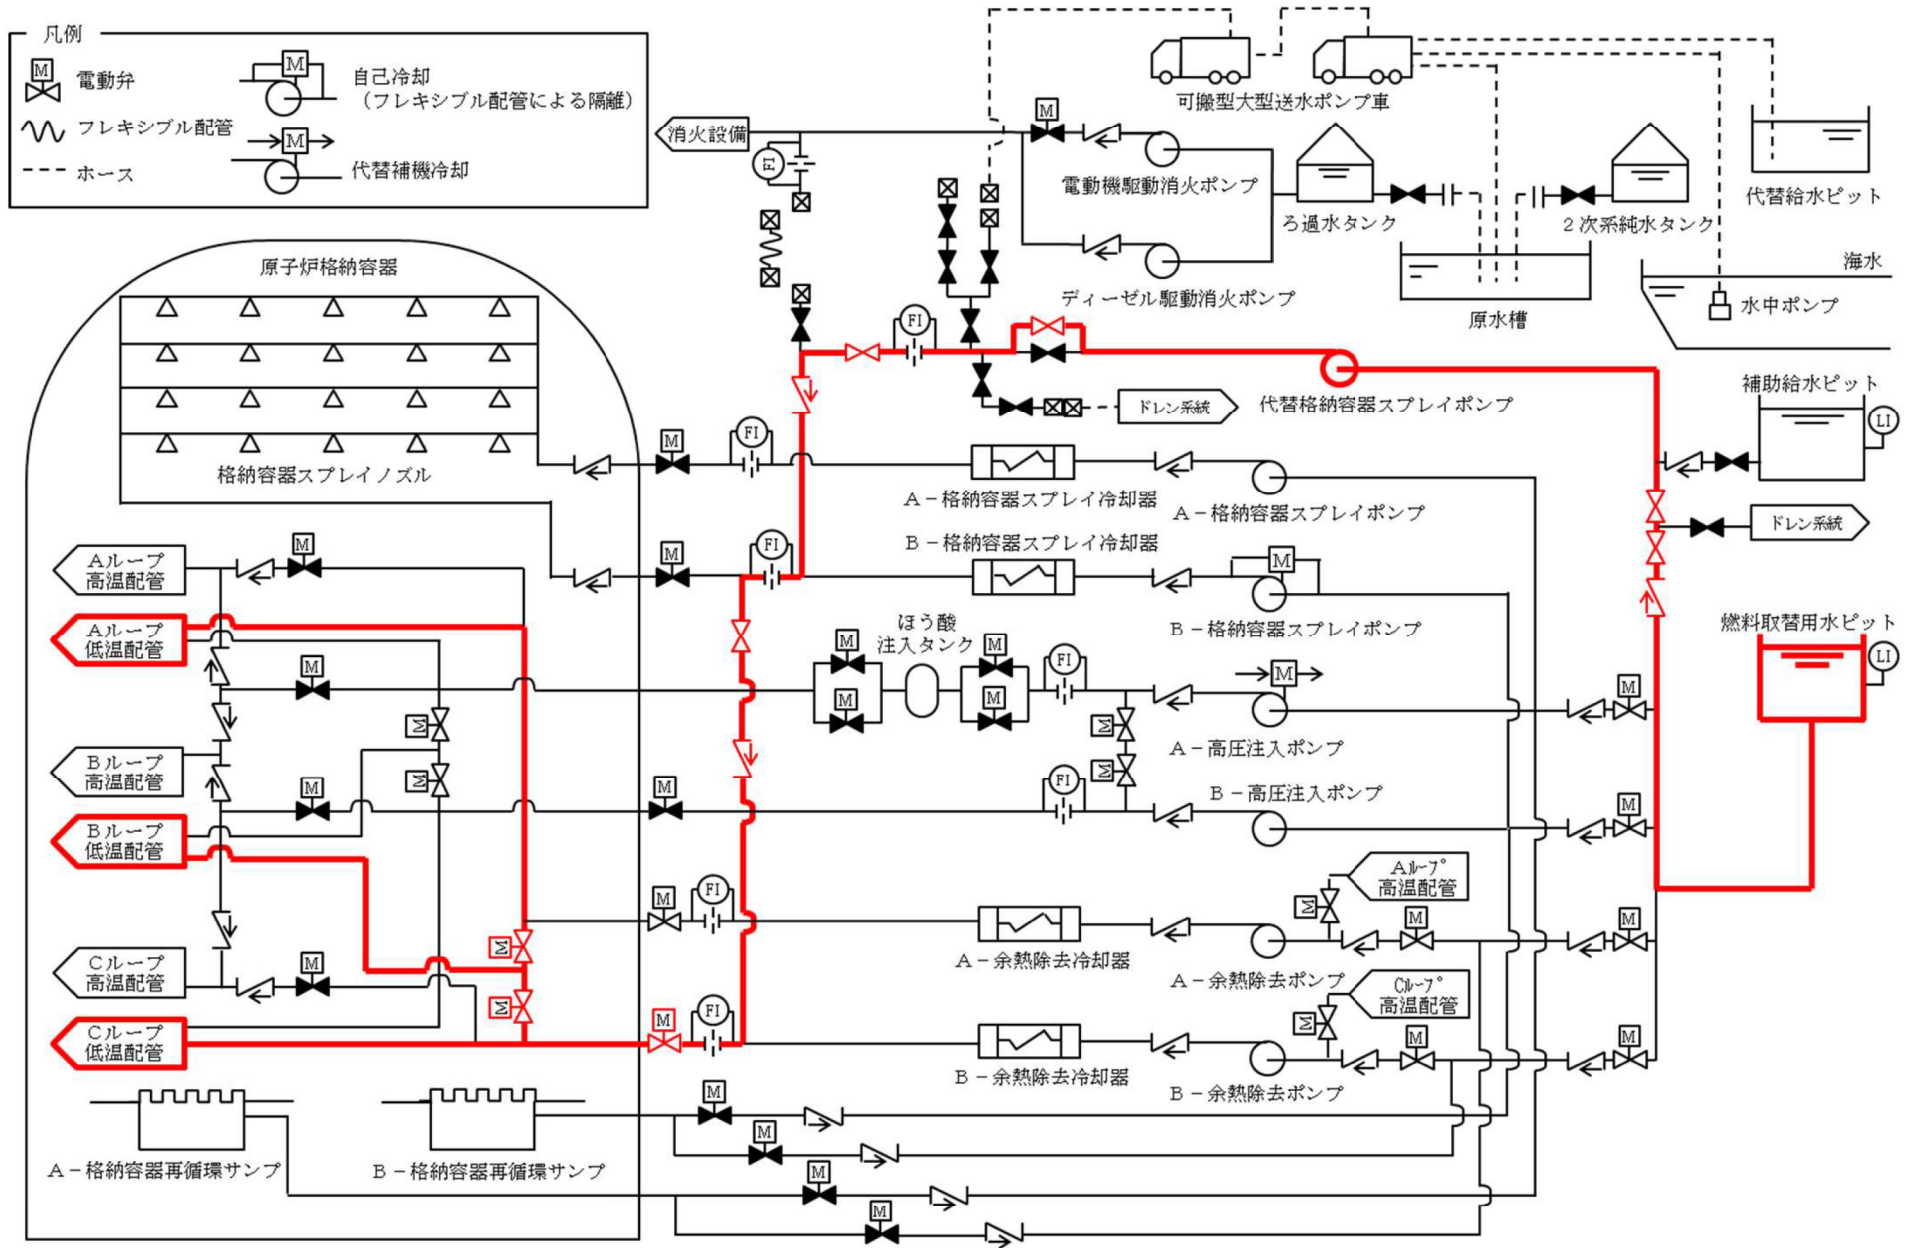 凡例
M
電動弁
M
自己冷却
（フレキシブル配管による隔離）
フレキシブル配管
M
代替補機冷却
ホース
可搬型大型送水ポンプ車
消火設備
FI
M
電動機駆動消火ポンプ
ろ過水タンク
2次系純水タンク
代替給水ピット
海水
水中ポンプ
原水槽
ディーゼル駆動消火ポンプ
原子炉格納容器
格納容器スプレイノズル
FI
代替格納容器スプレイポンプ
ドレン系統
補助給水ピット
LI
ドレン系統
M
FI
A－格納容器スプレイ冷却器
A－格納容器スプレイポンプ
M
FI
B－格納容器スプレイ冷却器
M
B－格納容器スプレイポンプ
燃料取替用水ピット
LI
Aループ
高温配管
M
Aループ
低温配管
M
M
M
ほう酸
注入タンク
M
M
FI
M
M
A－高圧注入ポンプ
M
M
M
M
Bループ
高温配管
M
M
FI
B－高圧注入ポンプ
M
Bループ
低温配管
M
FI
A－余熱除去冷却器
A－余熱除去ポンプ
Aﾙｰﾌﾟ
高温配管
M
M
M
M
M
Cループ
高温配管
M
Cループ
低温配管
M
FI
B－余熱除去冷却器
B－余熱除去ポンプ
Cﾙｰﾌﾟ
高温配管
M
M
M
A－格納容器再循環サンプ
B－格納容器再循環サンプ
M
M
M
M